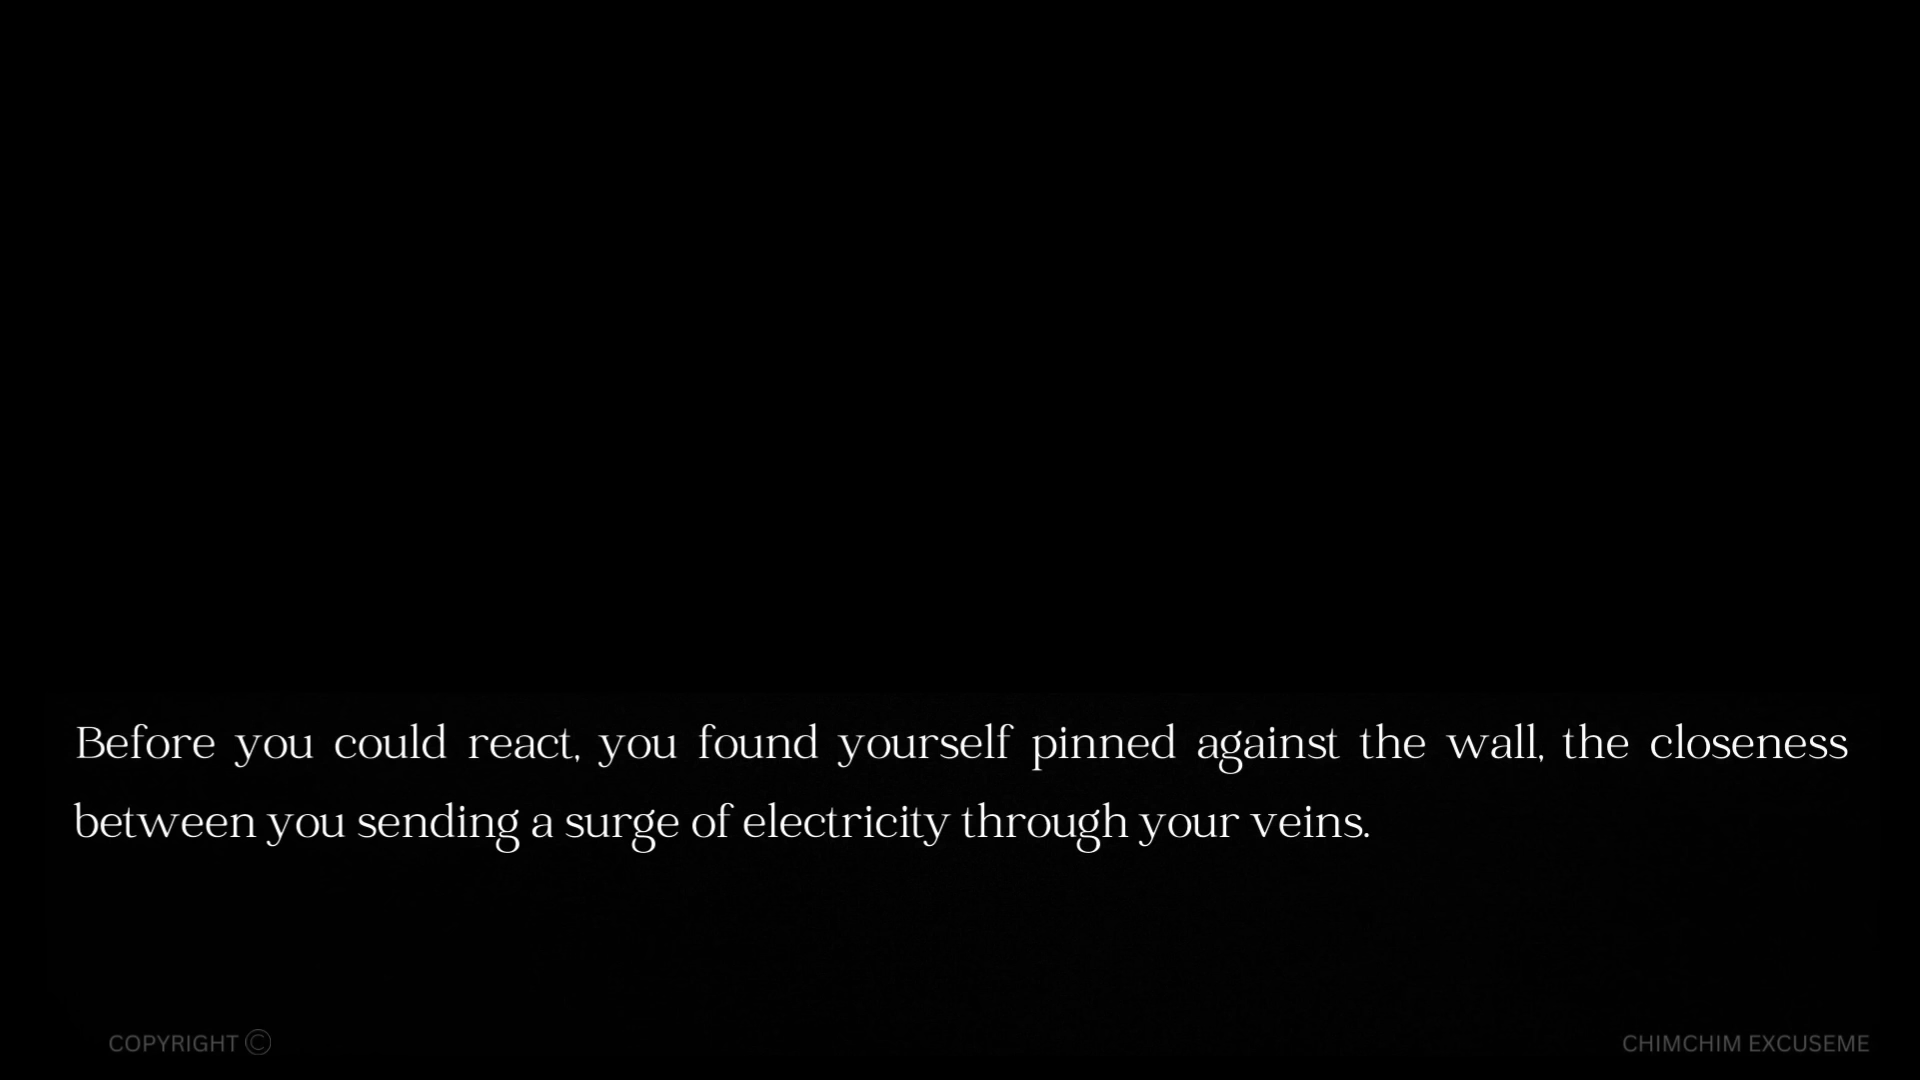 Before you could react, you found yourself pinned against the wall, the closeness
between you sending a surge of electricity through your veins.
COPYRIGHT ©
CHIMCHIM EXCUSEME